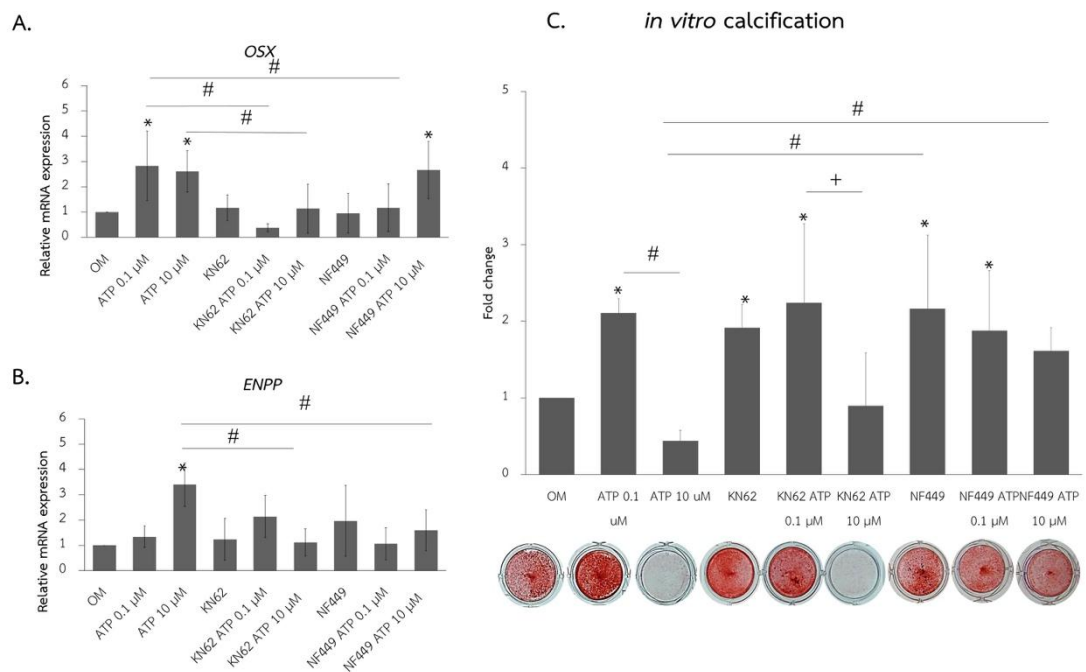 A.
OSX
#
#
#
Relative mRNA expression
6
5
4
3
2
1
0
*
*
*
OM
ATP 0.1 µM
ATP 10 µM
KN62
KN62 ATP 0.1 µM
KN62 ATP 10 µM
NF449
NF449 ATP 0.1 µM
NF449 ATP 10 µM
B.
ENPP
#
#
Relative mRNA expression
6
5
4
3
2
1
0
*
OM
ATP 0.1 µM
ATP 10 µM
KN62
KN62 ATP 0.1 µM
KN62 ATP 10 µM
NF449
NF449 ATP 0.1 µM
NF449 ATP 10 µM
C.
in vitro calcification
#
#
+
#
Fold change
5
4
3
2
1
0
*
*
*
*
*
OM
ATP 0.1
uM
ATP 10 uM
KN62
KN62 ATP
0.1 µM
KN62 ATP
10 µM
NF449
NF449 ATP
0.1 µM
NF449 ATP
10 µM